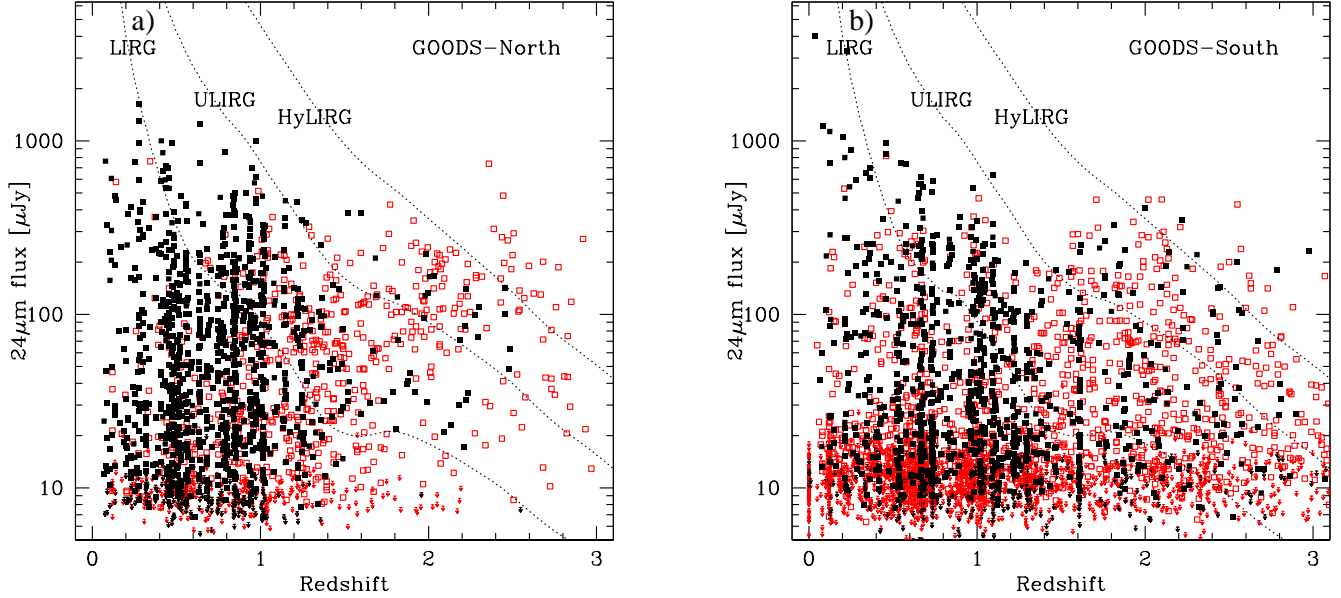 a)
LIRG
GOODS-North
ULIRG
HyLIRG
1000
100
10
24μm flux [μJy]
0
1
2
3
Redshift
b)
LIRG
GOODS-South
ULIRG
HyLIRG
1000
100
10
24μm flux [μJy]
0
1
2
3
Redshift